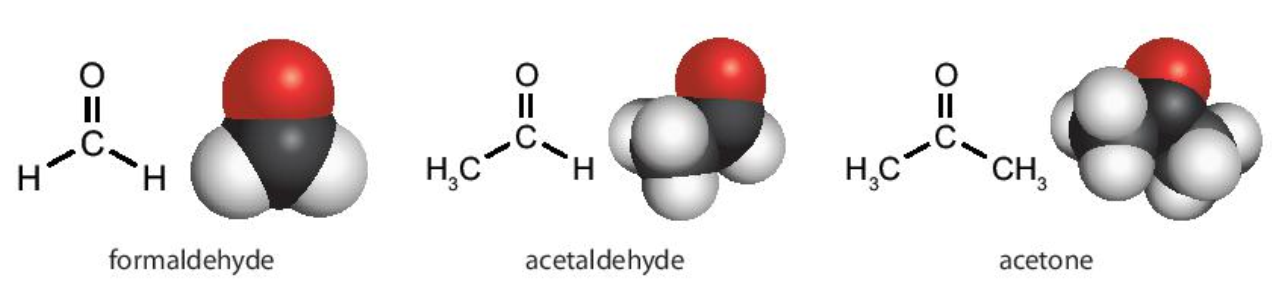 O O O
C C C
H H H₃C H H₃C CH₃
formaldehyde acetaldehyde acetone